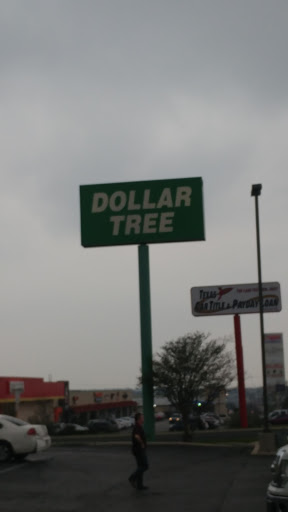 DOLLAR
TREE
TEXAS
CAR TITLE & PAYDAY LOAN